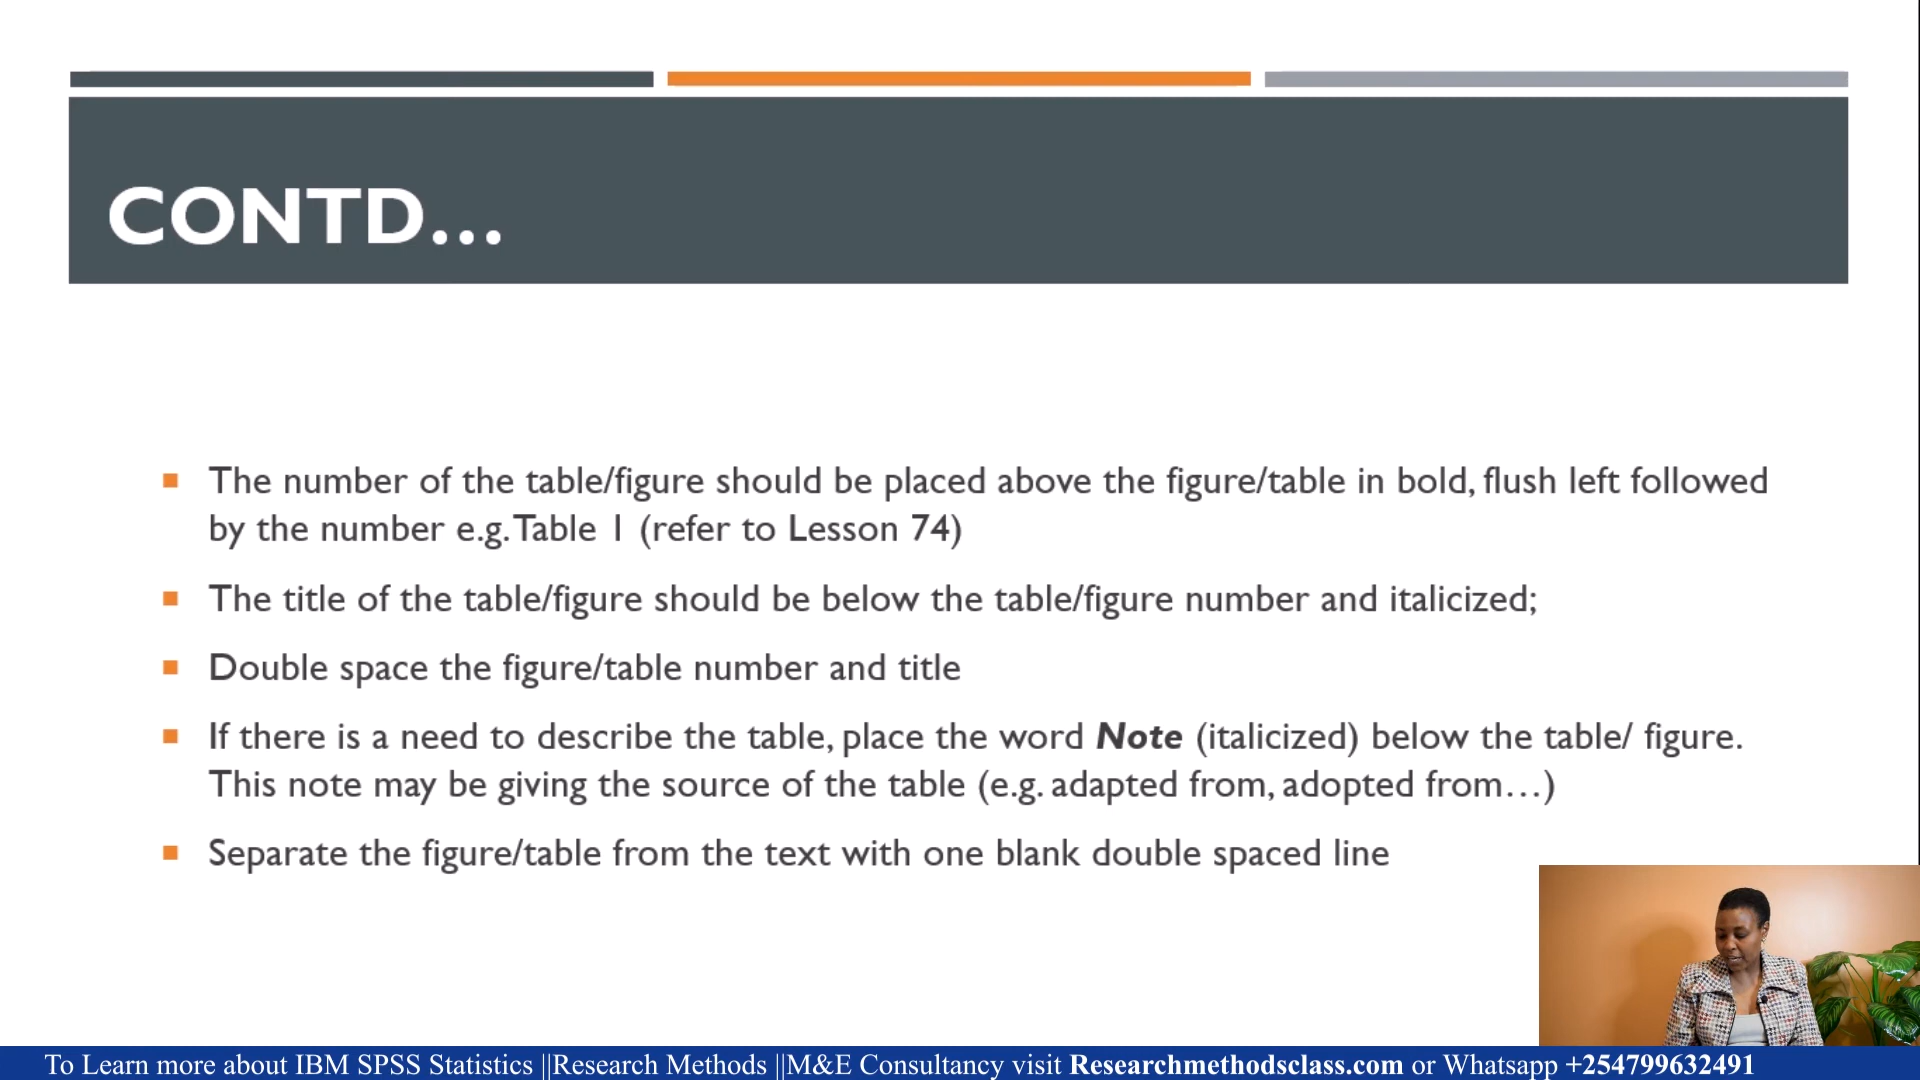 CONTD...
The number of the table/figure should be placed above the figure/table in bold, flush left followed
by the number e.g. Table 1 (refer to Lesson 74)
The title of the table/figure should be below the table/figure number and italicized;
Double space the figure/table number and title
If there is a need to describe the table, place the word Note (italicized) below the table/ figure.
This note may be giving the source of the table (e.g. adapted from, adopted from…)
Separate the figure/table from the text with one blank double spaced line
To Learn more about IBM SPSS Statistics ||Research Methods ||M&E Consultancy visit Researchmethodsclass.com or Whatsapp +254799632491